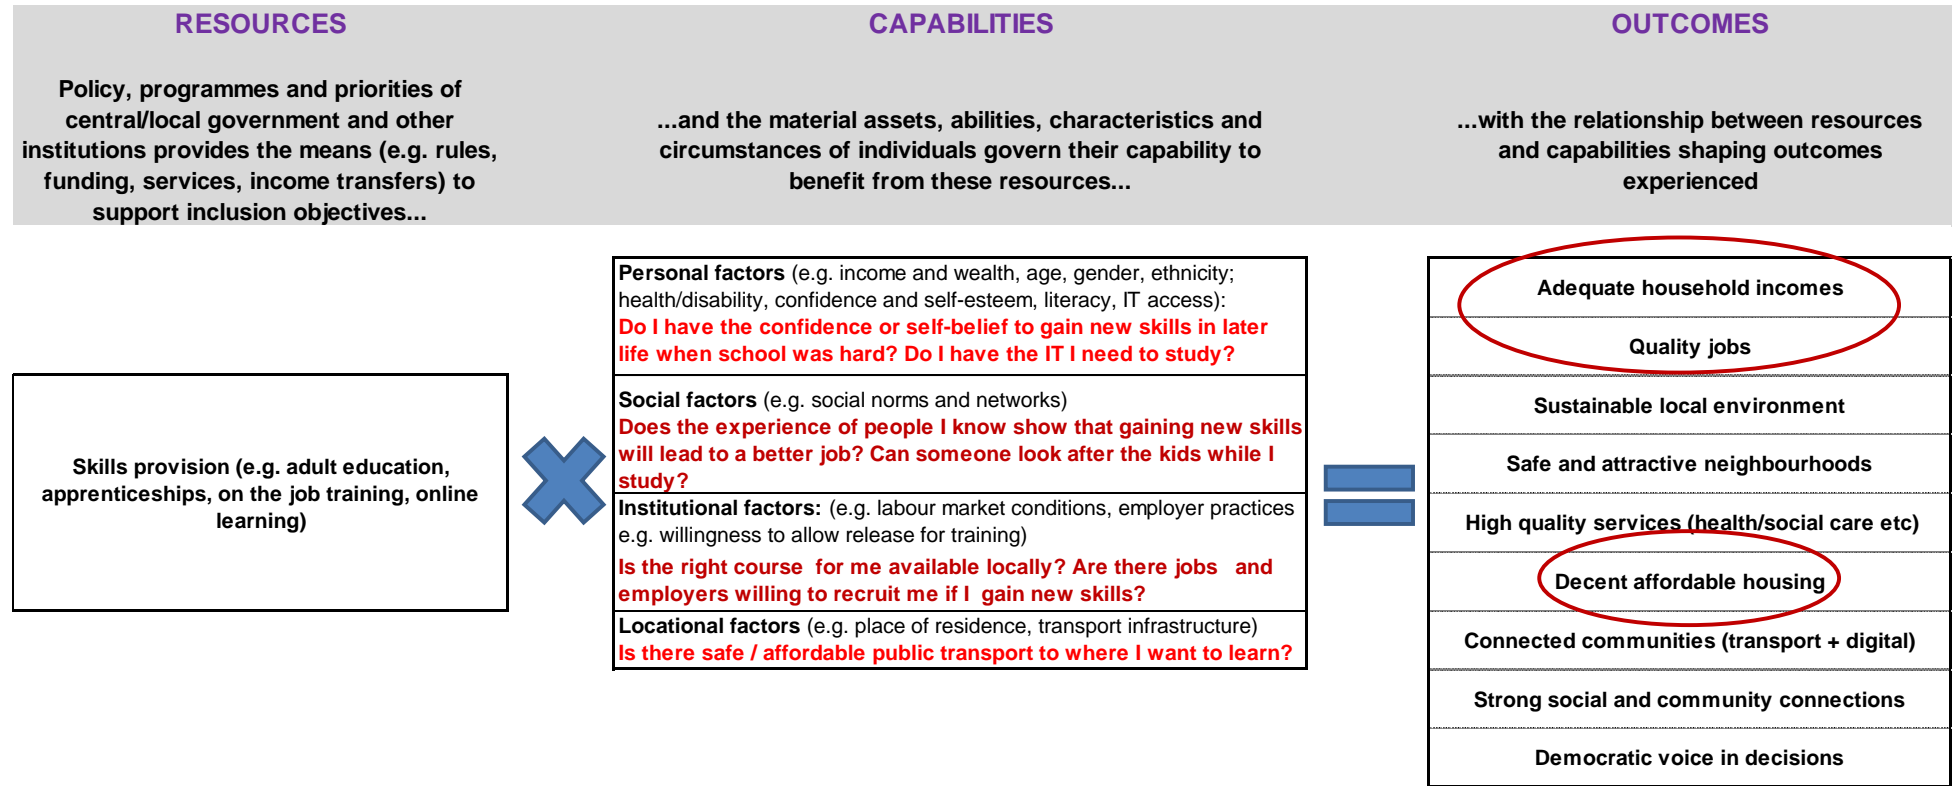 RESOURCES
Policy, programmes and priorities of
central/local government and other
institutions provides the means (e.g. rules,
funding, services, income transfers) to
support inclusion objectives...
CAPABILITIES
...and the material assets, abilities, characteristics and
circumstances of individuals govern their capability to
benefit from these resources...
OUTCOMES
...with the relationship between resources
and capabilities shaping outcomes
experienced
Skills provision (e.g. adult education,
apprenticeships, on the job training, online
learning)
Personal factors (e.g. income and wealth, age, gender, ethnicity;
health/disability, confidence and self-esteem, literacy, IT access):
Do I have the confidence or self-belief to gain new skills in later
life when school was hard? Do I have the IT I need to study?
Social factors (e.g. social norms and networks)
Does the experience of people I know show that gaining new skills
will lead to a better job? Can someone look after the kids while I
study?
Institutional factors: (e.g. labour market conditions, employer practices
e.g. willingness to allow release for training)
Is the right course for me available locally? Are there jobs and
employers willing to recruit me if I gain new skills?
Locational factors (e.g. place of residence, transport infrastructure)
Is there safe / affordable public transport to where I want to learn?
Adequate household incomes
Quality jobs
Sustainable local environment
Safe and attractive neighbourhoods
High quality services (health/social care etc)
Decent affordable housing
Connected communities (transport + digital)
Strong social and community connections
Democratic voice in decisions